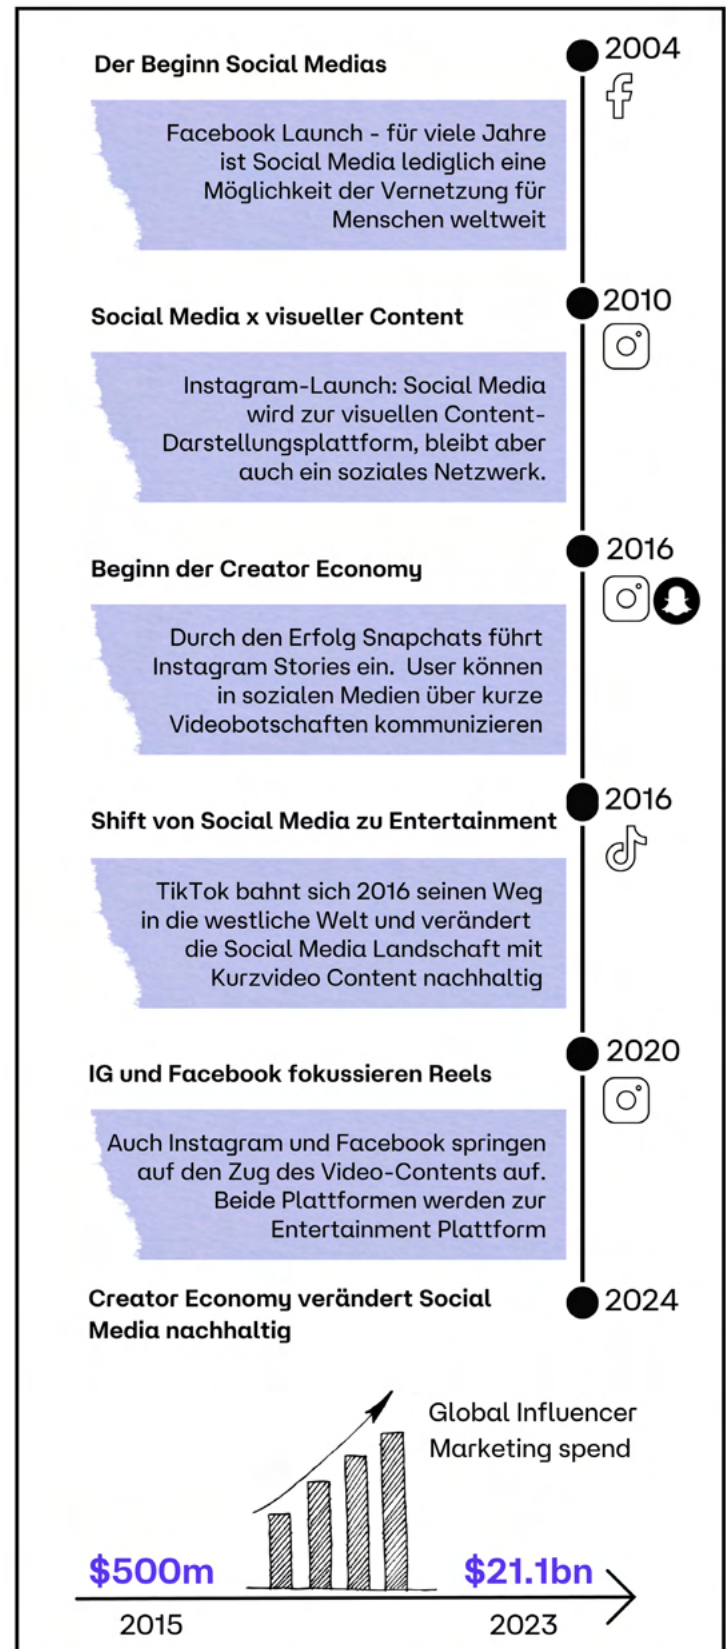 2004
Der Beginn Social Medias
Facebook Launch - für viele Jahre
ist Social Media lediglich eine
Möglichkeit der Vernetzung für
Menschen weltweit
2010
Social Media x visueller Content
Instagram-Launch: Social Media
wird zur visuellen Content-
Darstellungsplattform, bleibt aber
auch ein soziales Netzwerk.
2016
Beginn der Creator Economy
Durch den Erfolg Snapchats führt
Instagram Stories ein. User können
in sozialen Medien über kurze
Videobotschaften kommunizieren
2016
Shift von Social Media zu Entertainment
TikTok bahnt sich 2016 seinen Weg
in die westliche Welt und verändert
die Social Media Landschaft mit
Kurzvideo Content nachhaltig
2020
IG und Facebook fokussieren Reels
Auch Instagram und Facebook springen
auf den Zug des Video-Contents auf.
Beide Plattformen werden zur
Entertainment Plattform
2024
Creator Economy verändert Social
Media nachhaltig
Global Influencer
Marketing spend
$500m
$21.1bn
2015
2023